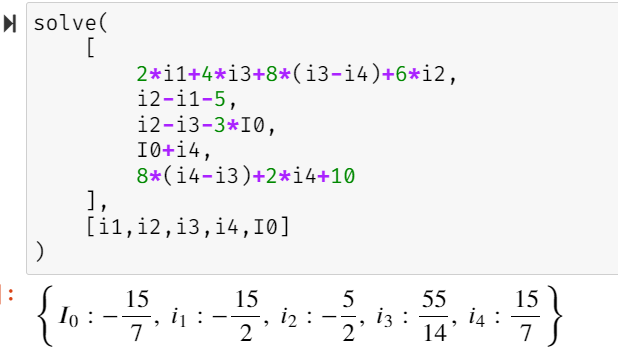 solve(
[
2*i1+4*i3+8*(i3-i4)+6*i2,
i2-i1-5,
i2-i3-3*I0,
I0+i4,
8*(i4-i3)+2*i4+10
],
[i1,i2,i3,i4,I0]
)
]: {I₀ : −15/7, i₁ : −15/2, i₂ : −5/2, i₃ : 55/14, i₄ : 15/7}